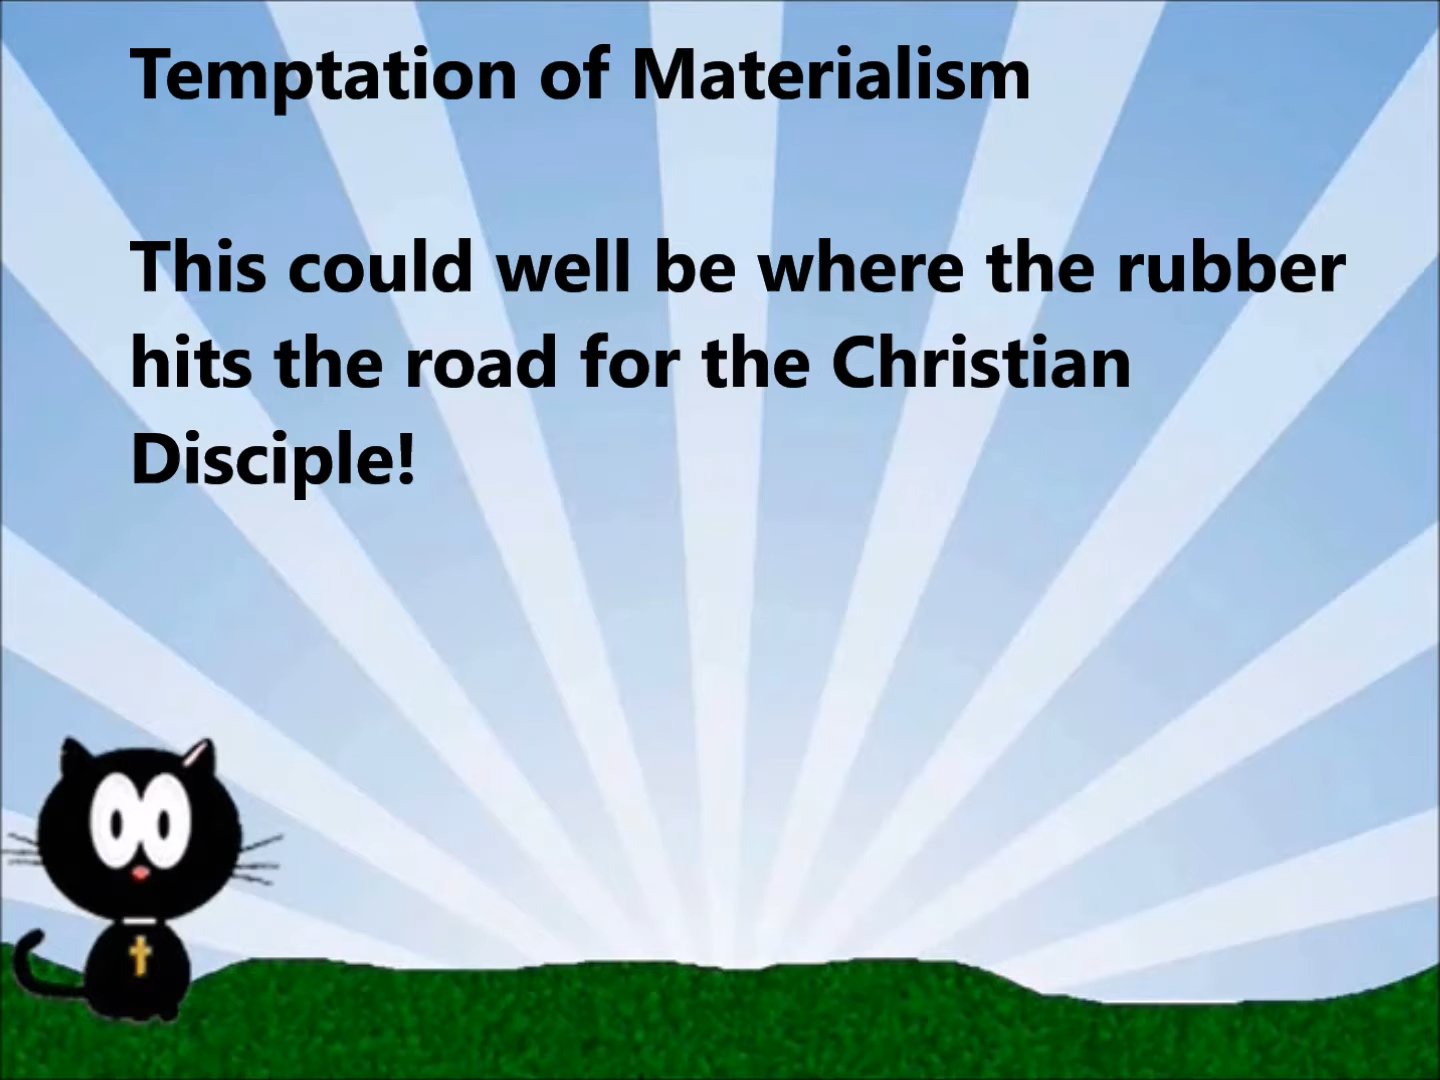 Temptation of Materialism
This could well be where the rubber
hits the road for the Christian
Disciple!